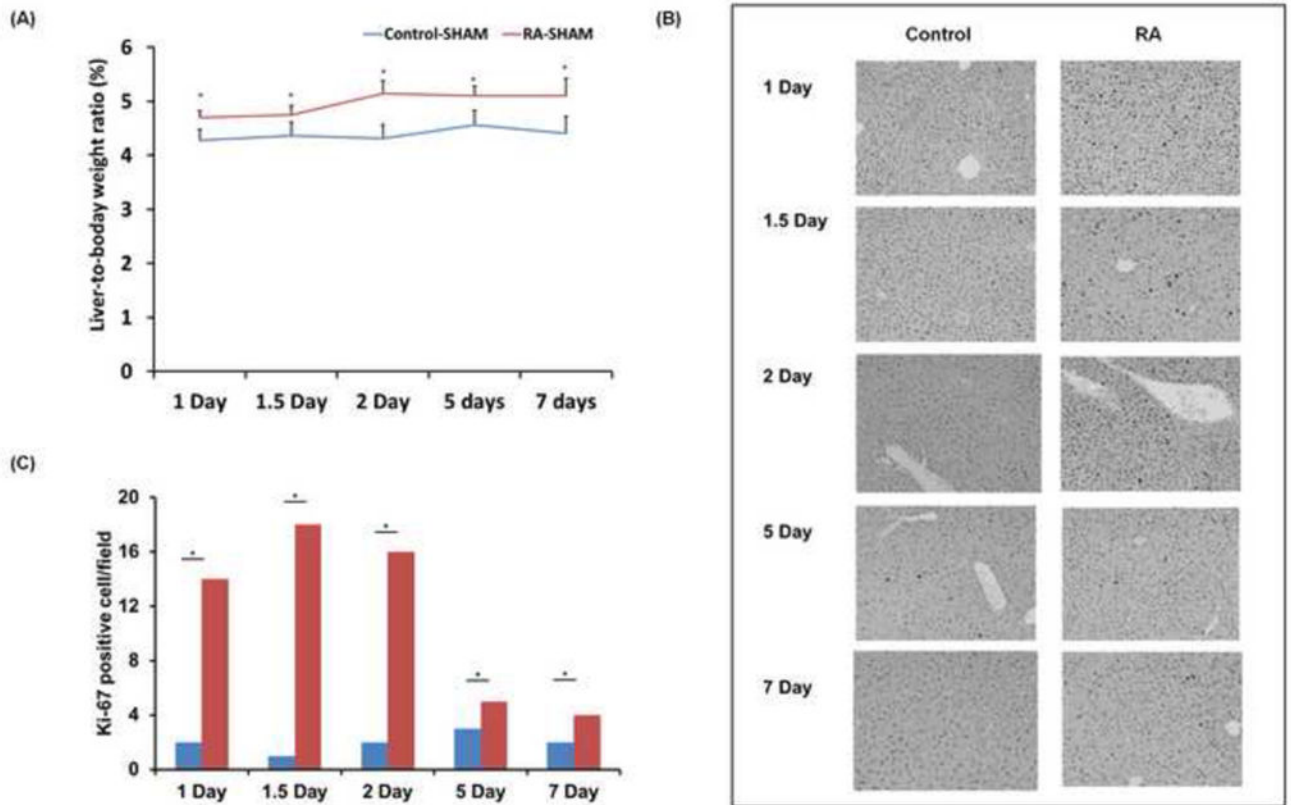 (A)
Control-SHAM RA-SHAM
Liver-to-boday weight ratio (%)
6
5
4
3
2
1
0
* * * * *
1 Day 1.5 Day 2 Day 5 days 7 days
(B)
Control RA
1 Day
1.5 Day
2 Day
5 Day
7 Day
(C)
Ki-67 positive cell/field
20
16
12
8
4
0
* * * * *
1 Day 1.5 Day 2 Day 5 Day 7 Day